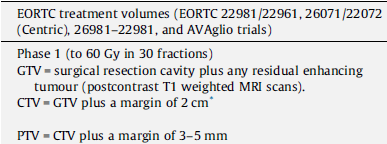 EORTC treatment volumes (EORTC 22981/22961, 26071/22072
(Centric), 26981–22981, and AVAglio trials)
Phase 1 (to 60 Gy in 30 fractions)
GTV = surgical resection cavity plus any residual enhancing
tumour (postcontrast T1 weighted MRI scans).
CTV = GTV plus a margin of 2 cm*
PTV = CTV plus a margin of 3–5 mm